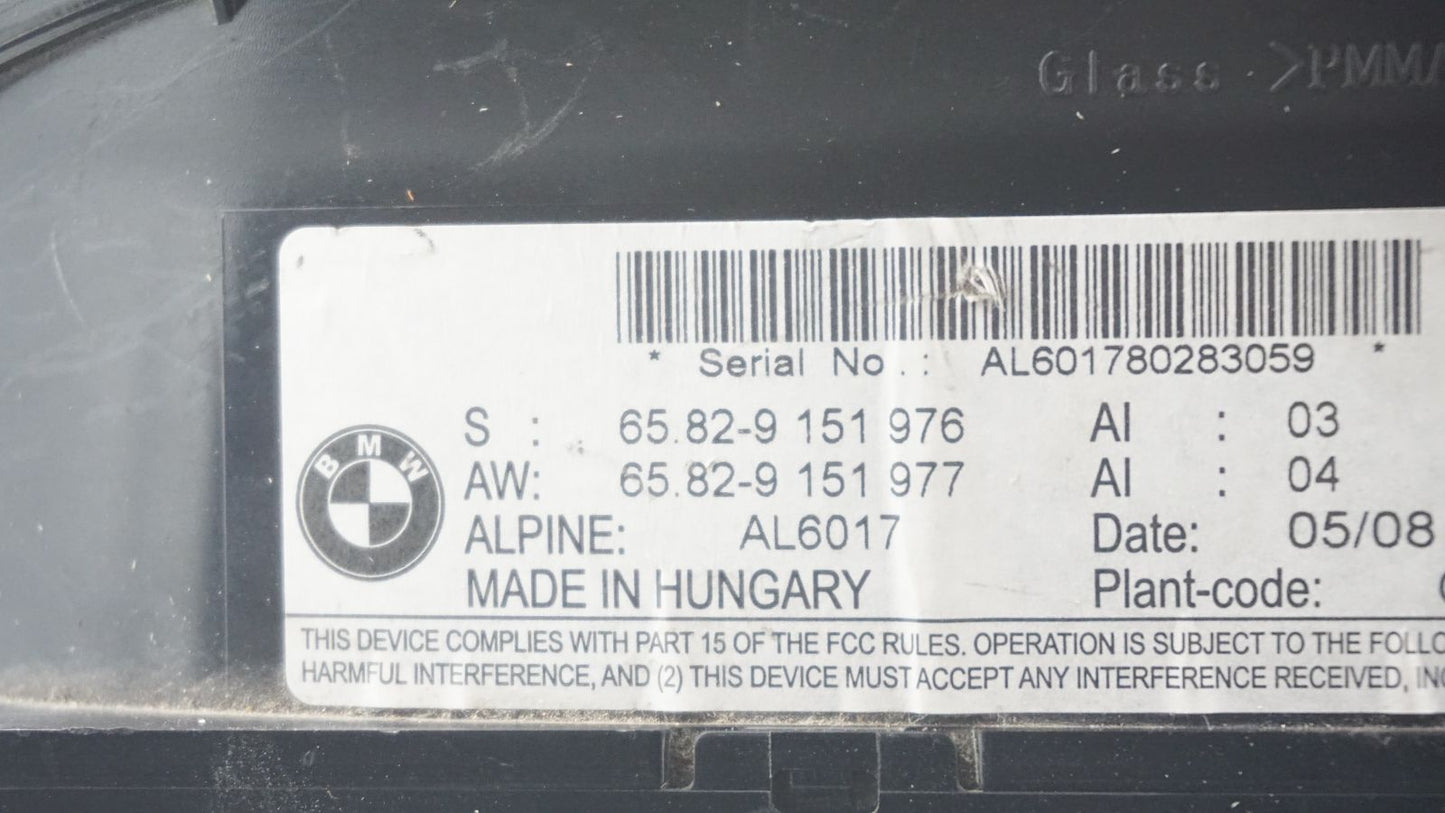 Glass >PMMA
* Serial No.: AL601780283059 *
S : 65.82-9 151 976 AI : 03
AW: 65.82-9 151 977 AI : 04
BMW
ALPINE: AL6017 Date: 05/08
MADE IN HUNGARY Plant-code:
THIS DEVICE COMPLIES WITH PART 15 OF THE FCC RULES. OPERATION IS SUBJECT TO THE
HARMFUL INTERFERENCE, AND (2) THIS DEVICE MUST ACCEPT ANY INTERFERENCE RECEIVED,